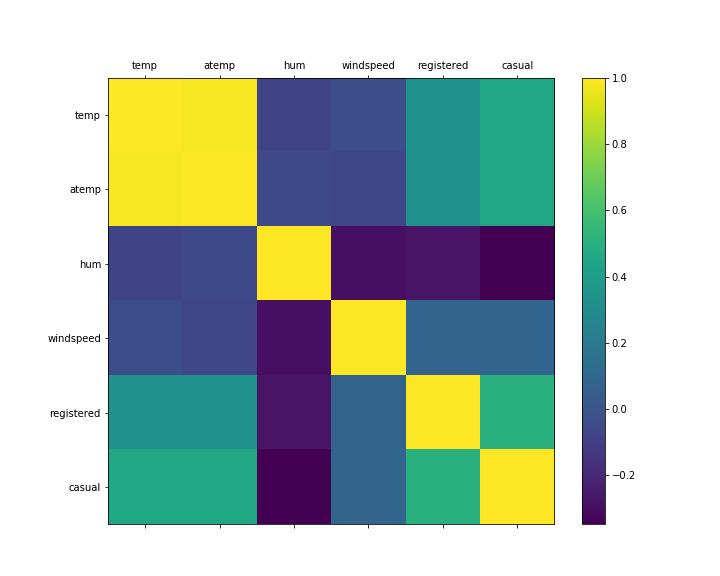 temp atemp hum windspeed registered casual
temp
atemp
hum
windspeed
registered
casual
1.0
0.8
0.6
0.4
0.2
0.0
−0.2